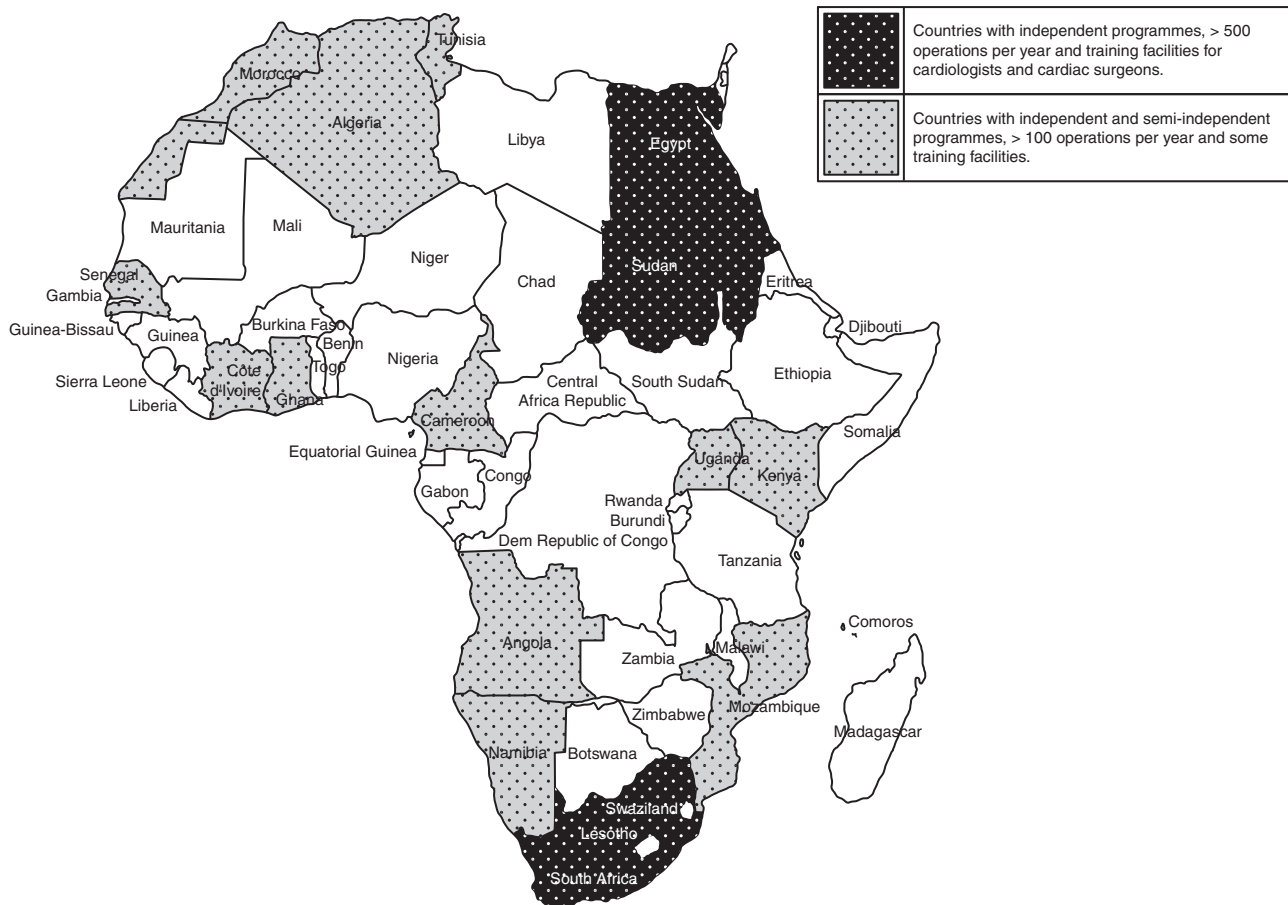 Countries with independent programmes, > 500
operations per year and training facilities for
cardiologists and cardiac surgeons.
Countries with independent and semi-independent
programmes, > 100 operations per year and some
training facilities.
Tunisia
Morocco
Algeria
Libya
Egypt
Mauritania
Mali
Niger
Chad
Sudan
Eritrea
Senegal
Gambia
Guinea-Bissau
Guinea
Burkina Faso
Benin
Togo
Nigeria
Djibouti
Sierra Leone
Liberia
Côte
d'Ivoire
Ghana
Cameroon
Central
Africa Republic
South Sudan
Ethiopia
Somalia
Equatorial Guinea
Gabon
Congo
Uganda
Kenya
Rwanda
Burundi
Dem Republic of Congo
Tanzania
Comoros
Angola
Zambia
Malawi
Mozambique
Zimbabwe
Madagascar
Namibia
Botswana
Swaziland
Lesotho
South Africa